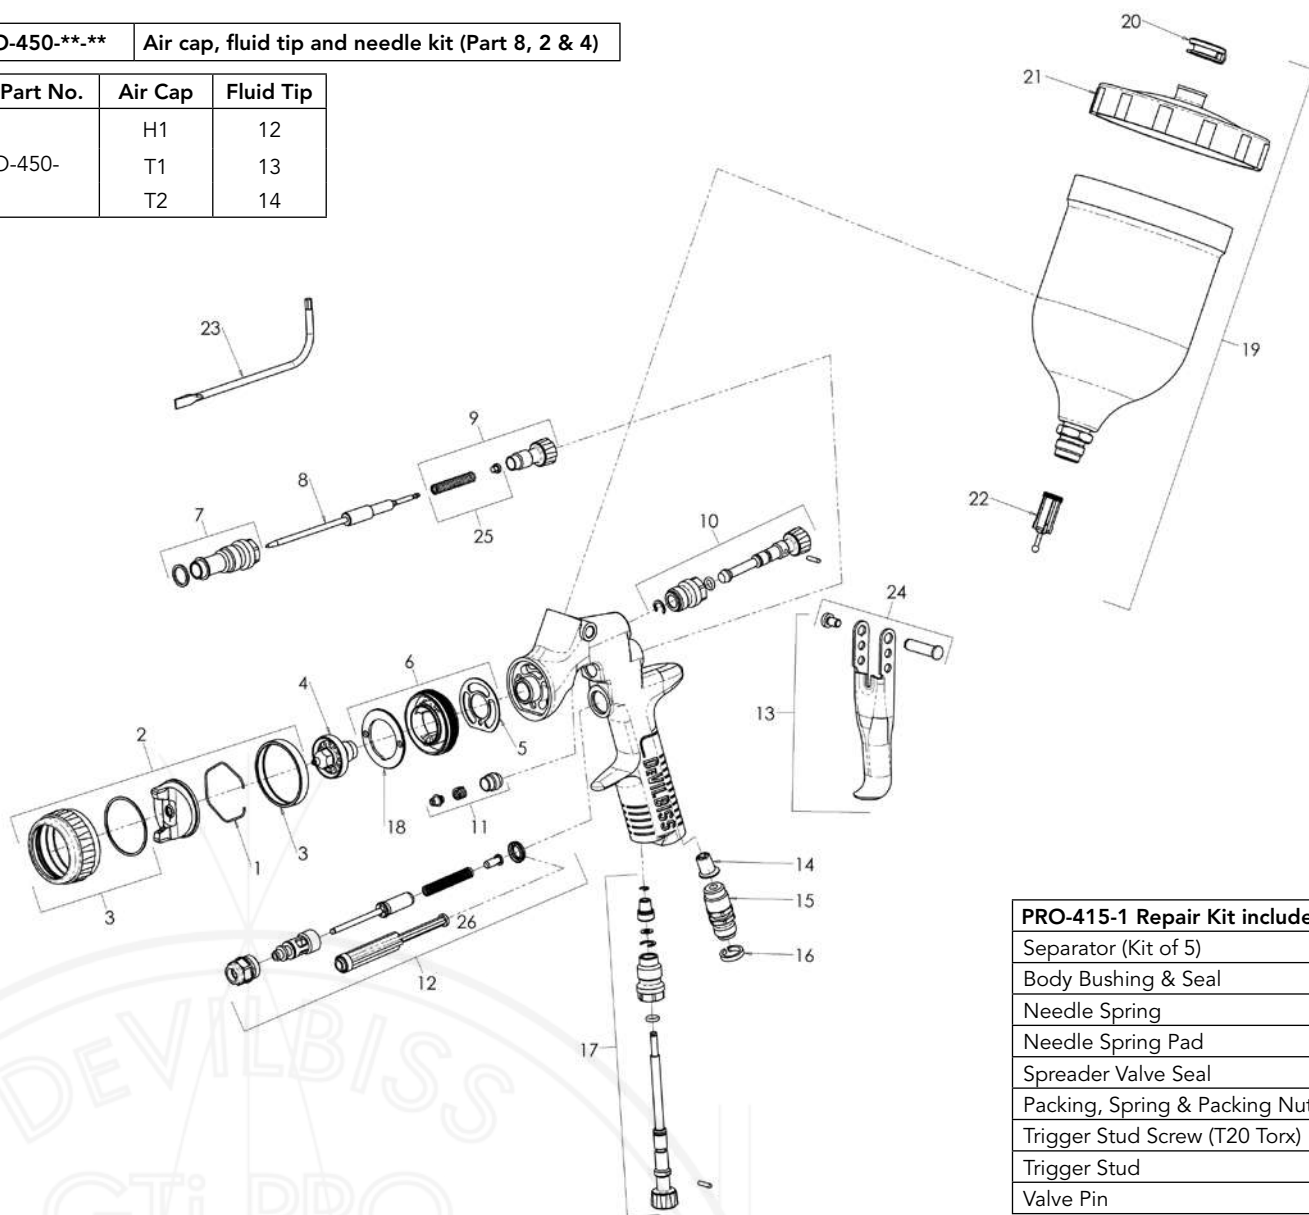 O-450-**-** Air cap, fluid tip and needle kit (Part 8, 2 & 4)
Part No. Air Cap Fluid Tip
H1 12
O-450- T1 13
T2 14
20
21
19
22
23
9
8
7
25
10
24
13
6
4
5
2
18
11
1
3
3
14
15
16
26
12
17
DEVILBISS
DEVILBISS
GTi PRO
PRO-415-1 Repair Kit include
Separator (Kit of 5)
Body Bushing & Seal
Needle Spring
Needle Spring Pad
Spreader Valve Seal
Packing, Spring & Packing Nut
Trigger Stud Screw (T20 Torx)
Trigger Stud
Valve Pin